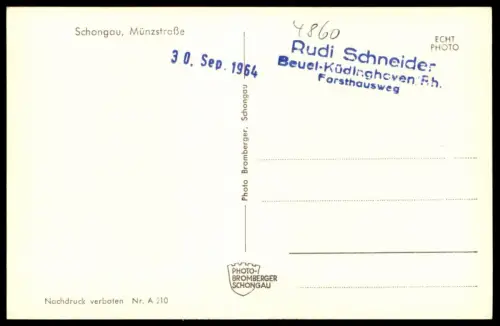 Schongau, Münzstraße
30. Sep. 1964
4860
Rudi Schneider
Beuel-Küdinghoven Rh.
Forsthausweg
ECHT
PHOTO
Photo Bromberger, Schongau
PHOTO-
BROMBERGER
SCHONGAU
Nachdruck verboten Nr. A 210